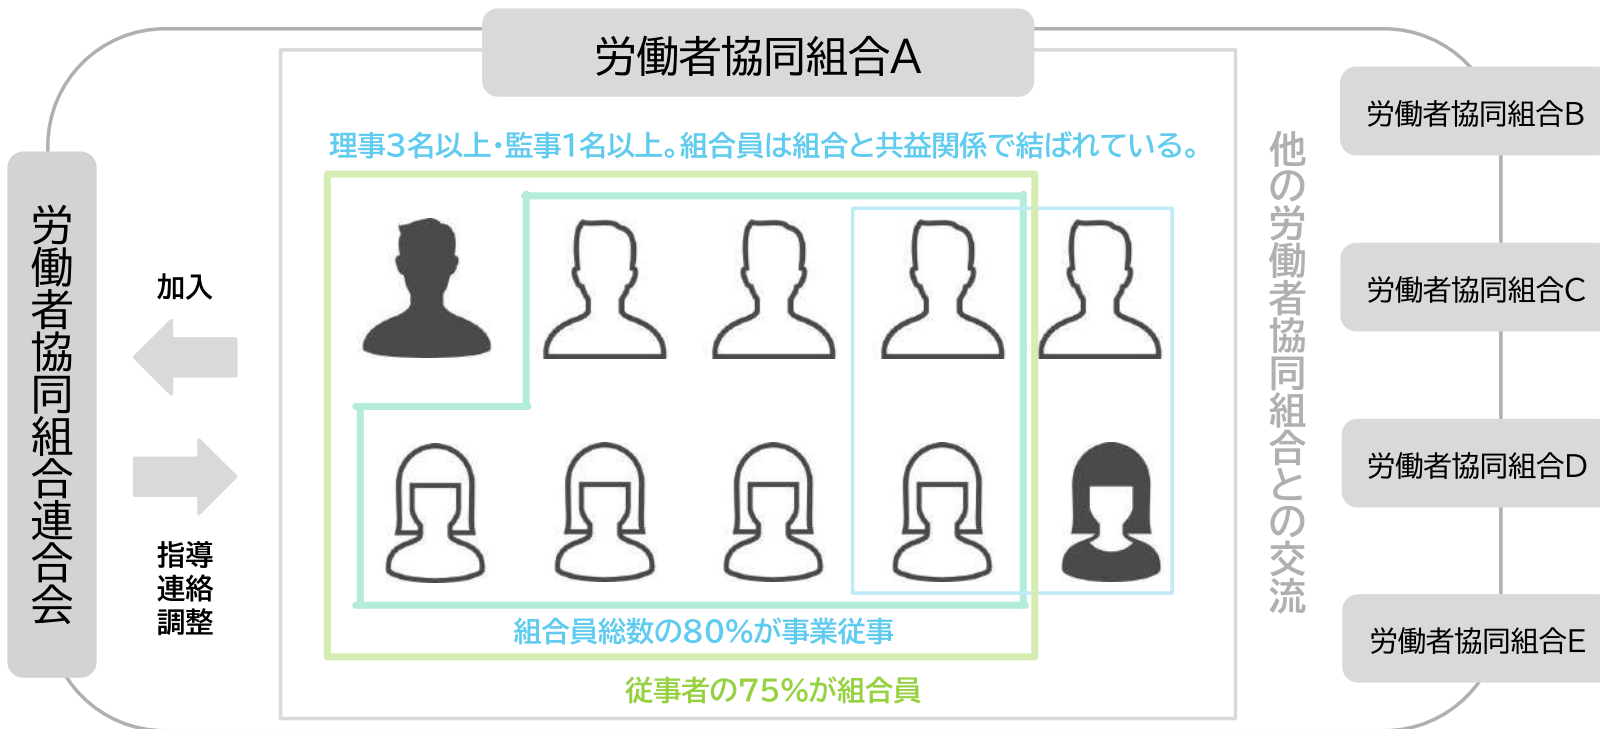 労働者協同組合A
理事3名以上・監事1名以上。組合員は組合と共益関係で結ばれている。
労働者協同組合連合会
加入
指導
連絡
調整
組合員総数の80%が事業従事
従事者の75%が組合員
他の労働者協同組合との交流
労働者協同組合B
労働者協同組合C
労働者協同組合D
労働者協同組合E